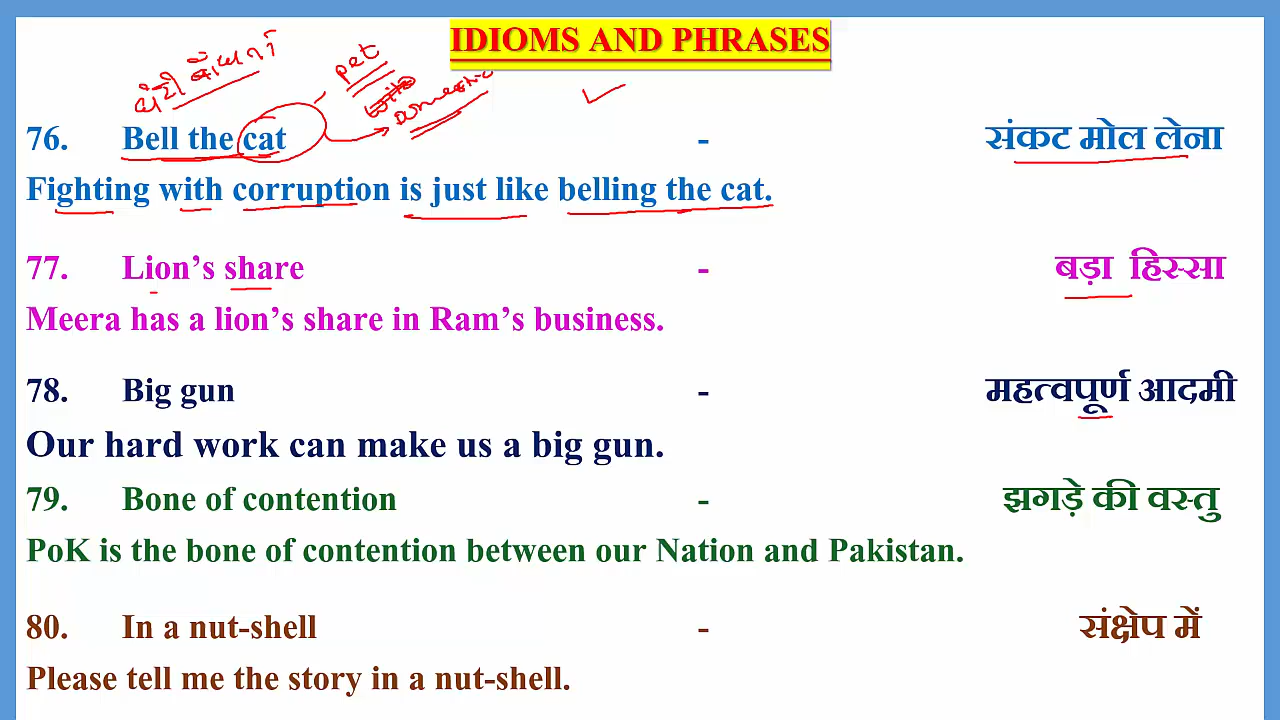 IDIOMS AND PHRASES
घंटी बाँधना
pet
domestic
76. Bell the cat - संकट मोल लेना
Fighting with corruption is just like belling the cat.
77. Lion's share - बड़ा हिस्सा
Meera has a lion's share in Ram's business.
78. Big gun - महत्वपूर्ण आदमी
Our hard work can make us a big gun.
79. Bone of contention - झगड़े की वस्तु
PoK is the bone of contention between our Nation and Pakistan.
80. In a nut-shell - संक्षेप में
Please tell me the story in a nut-shell.